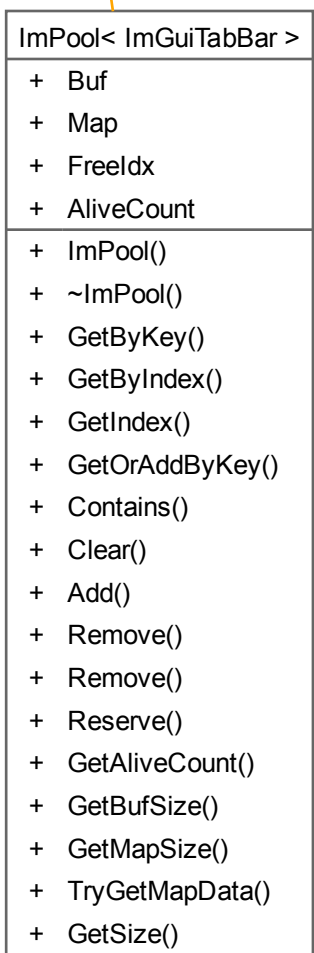 ImPool< ImGuiTabBar >
+ Buf
+ Map
+ FreeIdx
+ AliveCount
+ ImPool()
+ ~ImPool()
+ GetByKey()
+ GetByIndex()
+ GetIndex()
+ GetOrAddByKey()
+ Contains()
+ Clear()
+ Add()
+ Remove()
+ Remove()
+ Reserve()
+ GetAliveCount()
+ GetBufSize()
+ GetMapSize()
+ TryGetMapData()
+ GetSize()